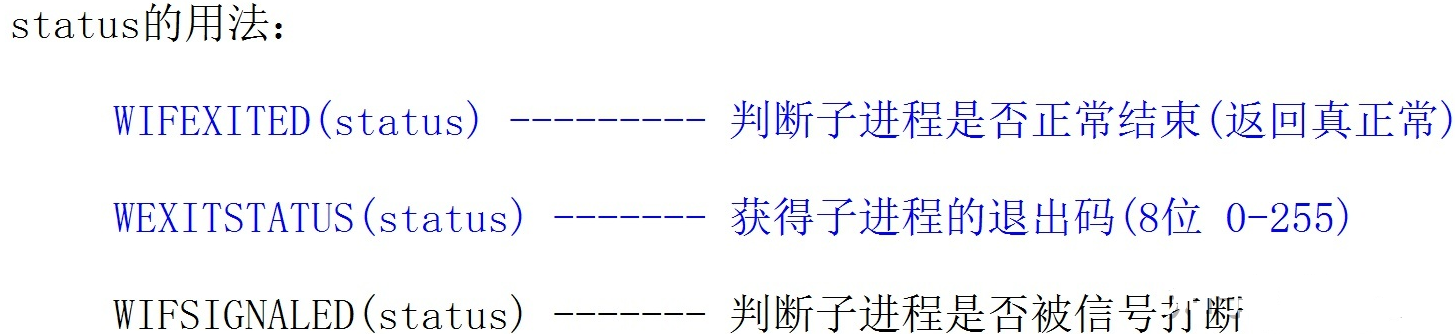 status的用法:
WIFEXITED(status) --------- 判断子进程是否正常结束(返回真正常)
WEXITSTATUS(status) ------- 获得子进程的退出码(8位 0-255)
WIFSIGNALED(status) ------- 判断子进程是否被信号打断